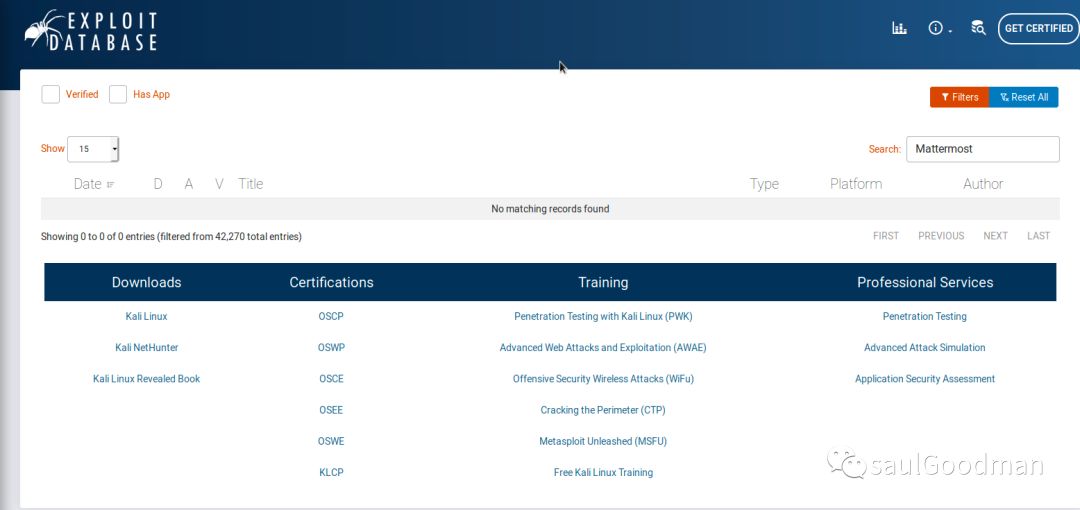 EXPLOIT
DATABASE
GET CERTIFIED
Verified Has App
Filters Reset All
Show 15 Search: Mattermost
Date D A V Title Type Platform Author
No matching records found
Showing 0 to 0 of 0 entries (filtered from 42,270 total entries) FIRST PREVIOUS NEXT LAST
Downloads Certifications Training Professional Services
Kali Linux OSCP Penetration Testing with Kali Linux (PWK) Penetration Testing
Kali NetHunter OSWP Advanced Web Attacks and Exploitation (AWAE) Advanced Attack Simulation
Kali Linux Revealed Book OSCE Offensive Security Wireless Attacks (WiFu) Application Security Assessment
OSEE Cracking the Perimeter (CTP)
OSWE Metasploit Unleashed (MSFU)
KLCP Free Kali Linux Training
saulGoodman